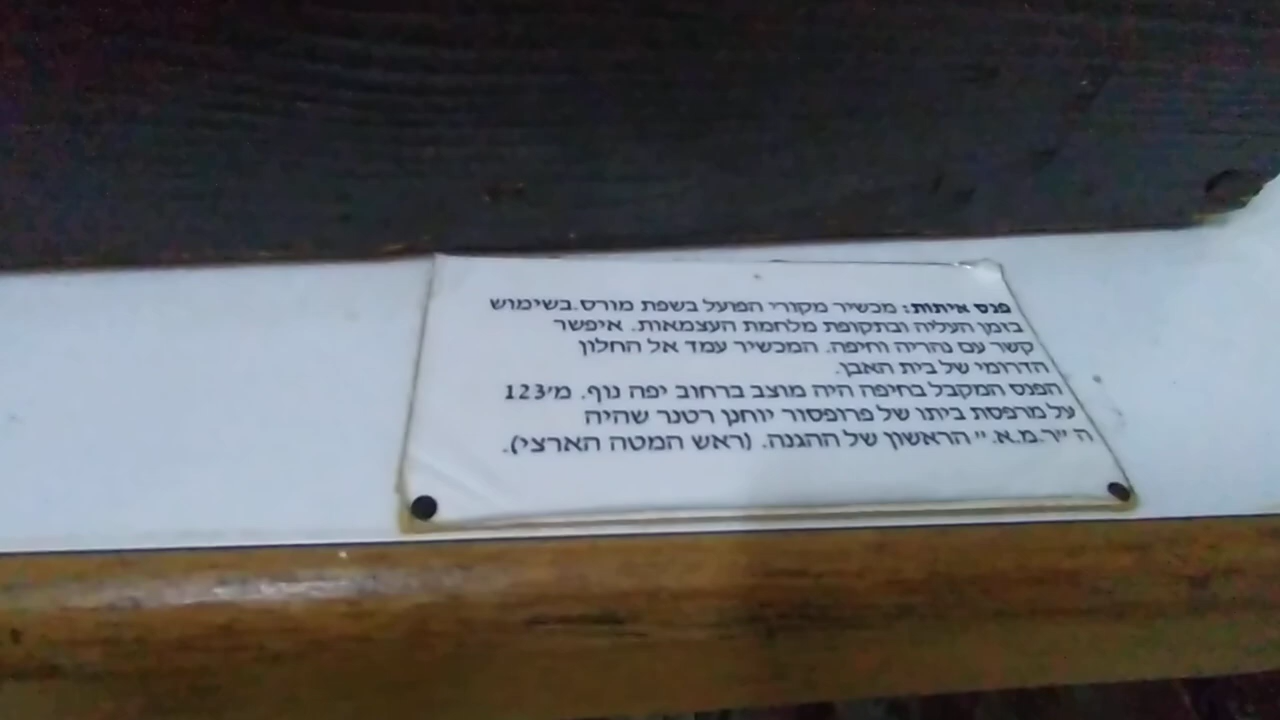 פנס איתות: מכשיר מקורי הפועל בשפת מורס.בשימוש
בזמן העליה ובתקופת מלחמת העצמאות. איפשר
קשר עם נהריה וחיפה. המכשיר עמד אל החלון
הדרומי של בית האבן.
הפנס המקבל בחיפה היה מוצב ברחוב יפה נוף. מ׳123
על מרפסת ביתו של פרופסור יוחנן רטנר שהיה
ה ״ר.מ.א.״ הראשון של ההגנה. (ראש המטה הארצי).